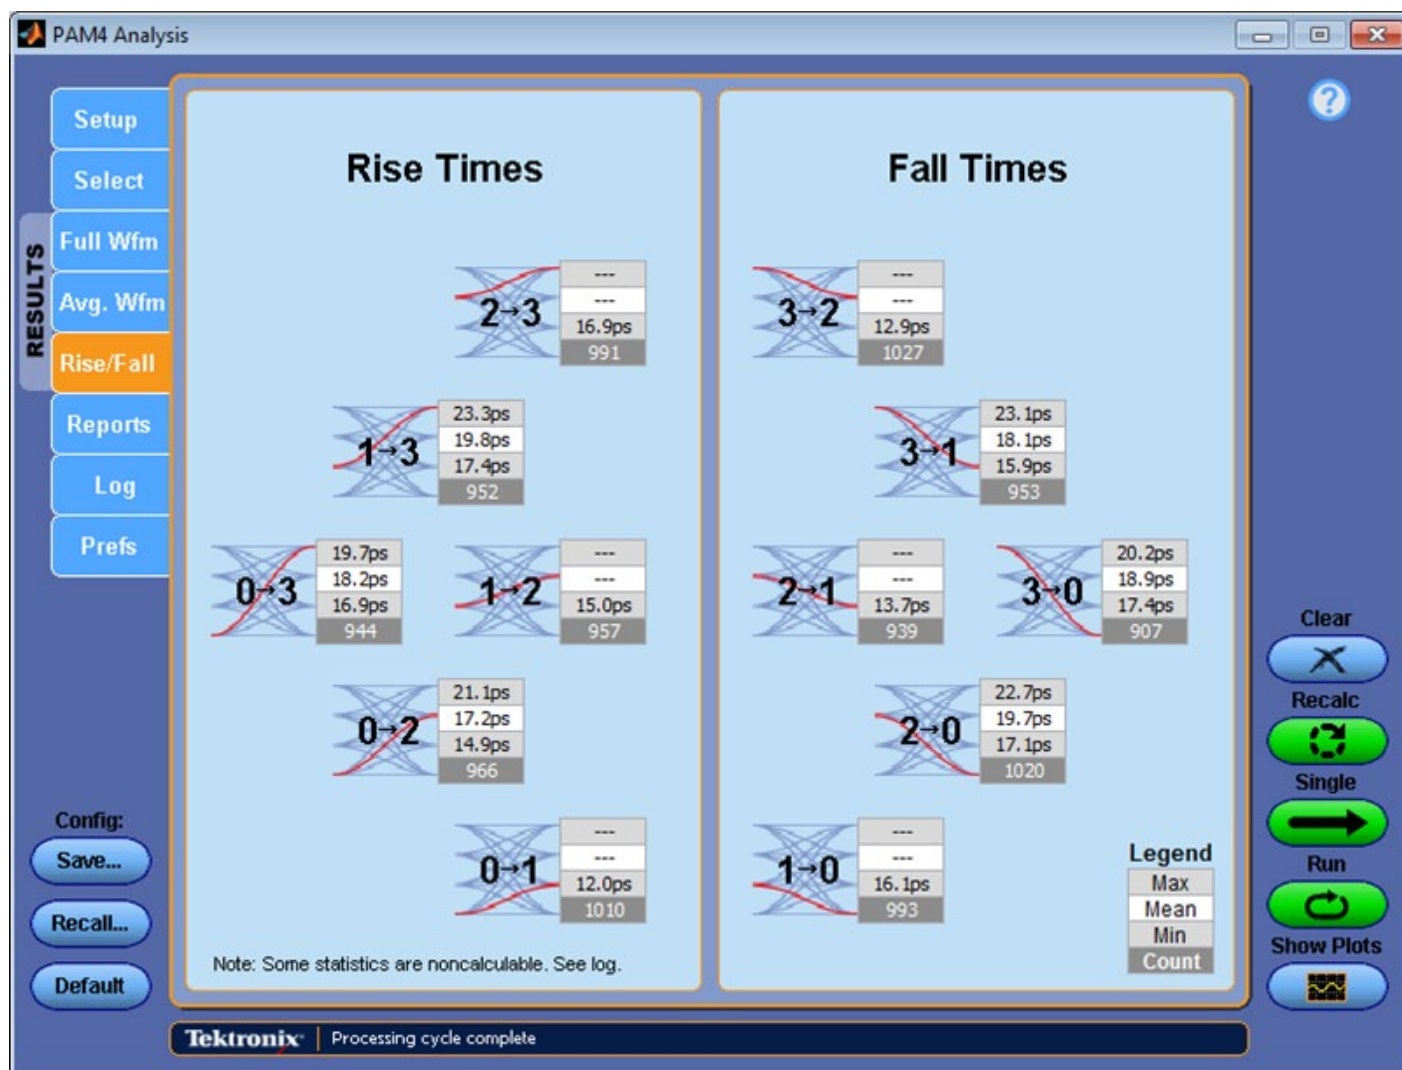 PAM4 Analysis
Setup
Select
Full Wfm
Avg. Wfm
Rise/Fall
Reports
Log
Prefs
RESULTS
Config:
Save...
Recall...
Default
Rise Times
2→3
---
---
16.9ps
991
1→3
23.3ps
19.8ps
17.4ps
952
0→3
19.7ps
18.2ps
16.9ps
944
1→2
---
---
15.0ps
957
0→2
21.1ps
17.2ps
14.9ps
966
0→1
---
---
12.0ps
1010
Note: Some statistics are noncalculable. See log.
Fall Times
3→2
---
---
12.9ps
1027
3→1
23.1ps
18.1ps
15.9ps
953
2→1
---
---
13.7ps
939
3→0
20.2ps
18.9ps
17.4ps
907
2→0
22.7ps
19.7ps
17.1ps
1020
1→0
---
---
16.1ps
993
Legend
Max
Mean
Min
Count
?
Clear
Recalc
Single
Run
Show Plots
Tektronix
Processing cycle complete